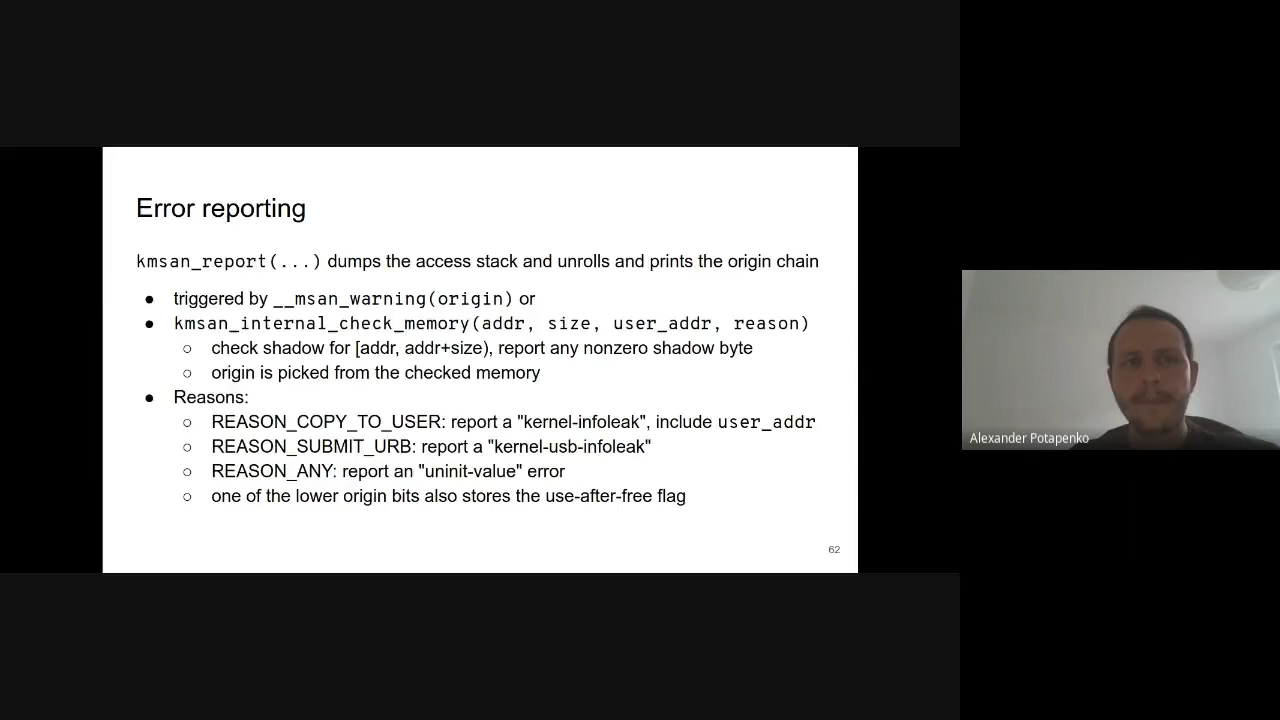 Error reporting
kmsan_report(...) dumps the access stack and unrolls and prints the origin chain
● triggered by __msan_warning(origin) or
● kmsan_internal_check_memory(addr, size, user_addr, reason)
○ check shadow for [addr, addr+size), report any nonzero shadow byte
○ origin is picked from the checked memory
● Reasons:
○ REASON_COPY_TO_USER: report a "kernel-infoleak", include user_addr
○ REASON_SUBMIT_URB: report a "kernel-usb-infoleak"
○ REASON_ANY: report an "uninit-value" error
○ one of the lower origin bits also stores the use-after-free flag
62
Alexander Potapenko